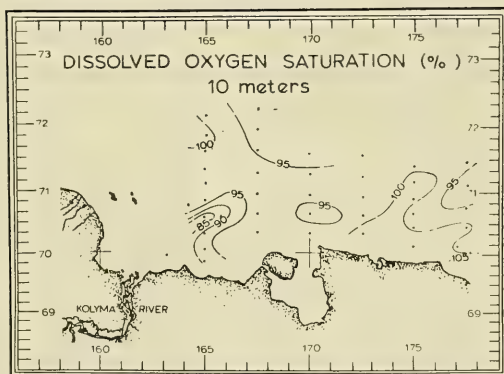 160 165 170 175
73 73
DISSOLVED OXYGEN SATURATION (%)
10 meters
72 72
100 95
71 71
95 95 100 95
90
85
70 70
105
KOLYMA RIVER
69 69
160 165 170 175